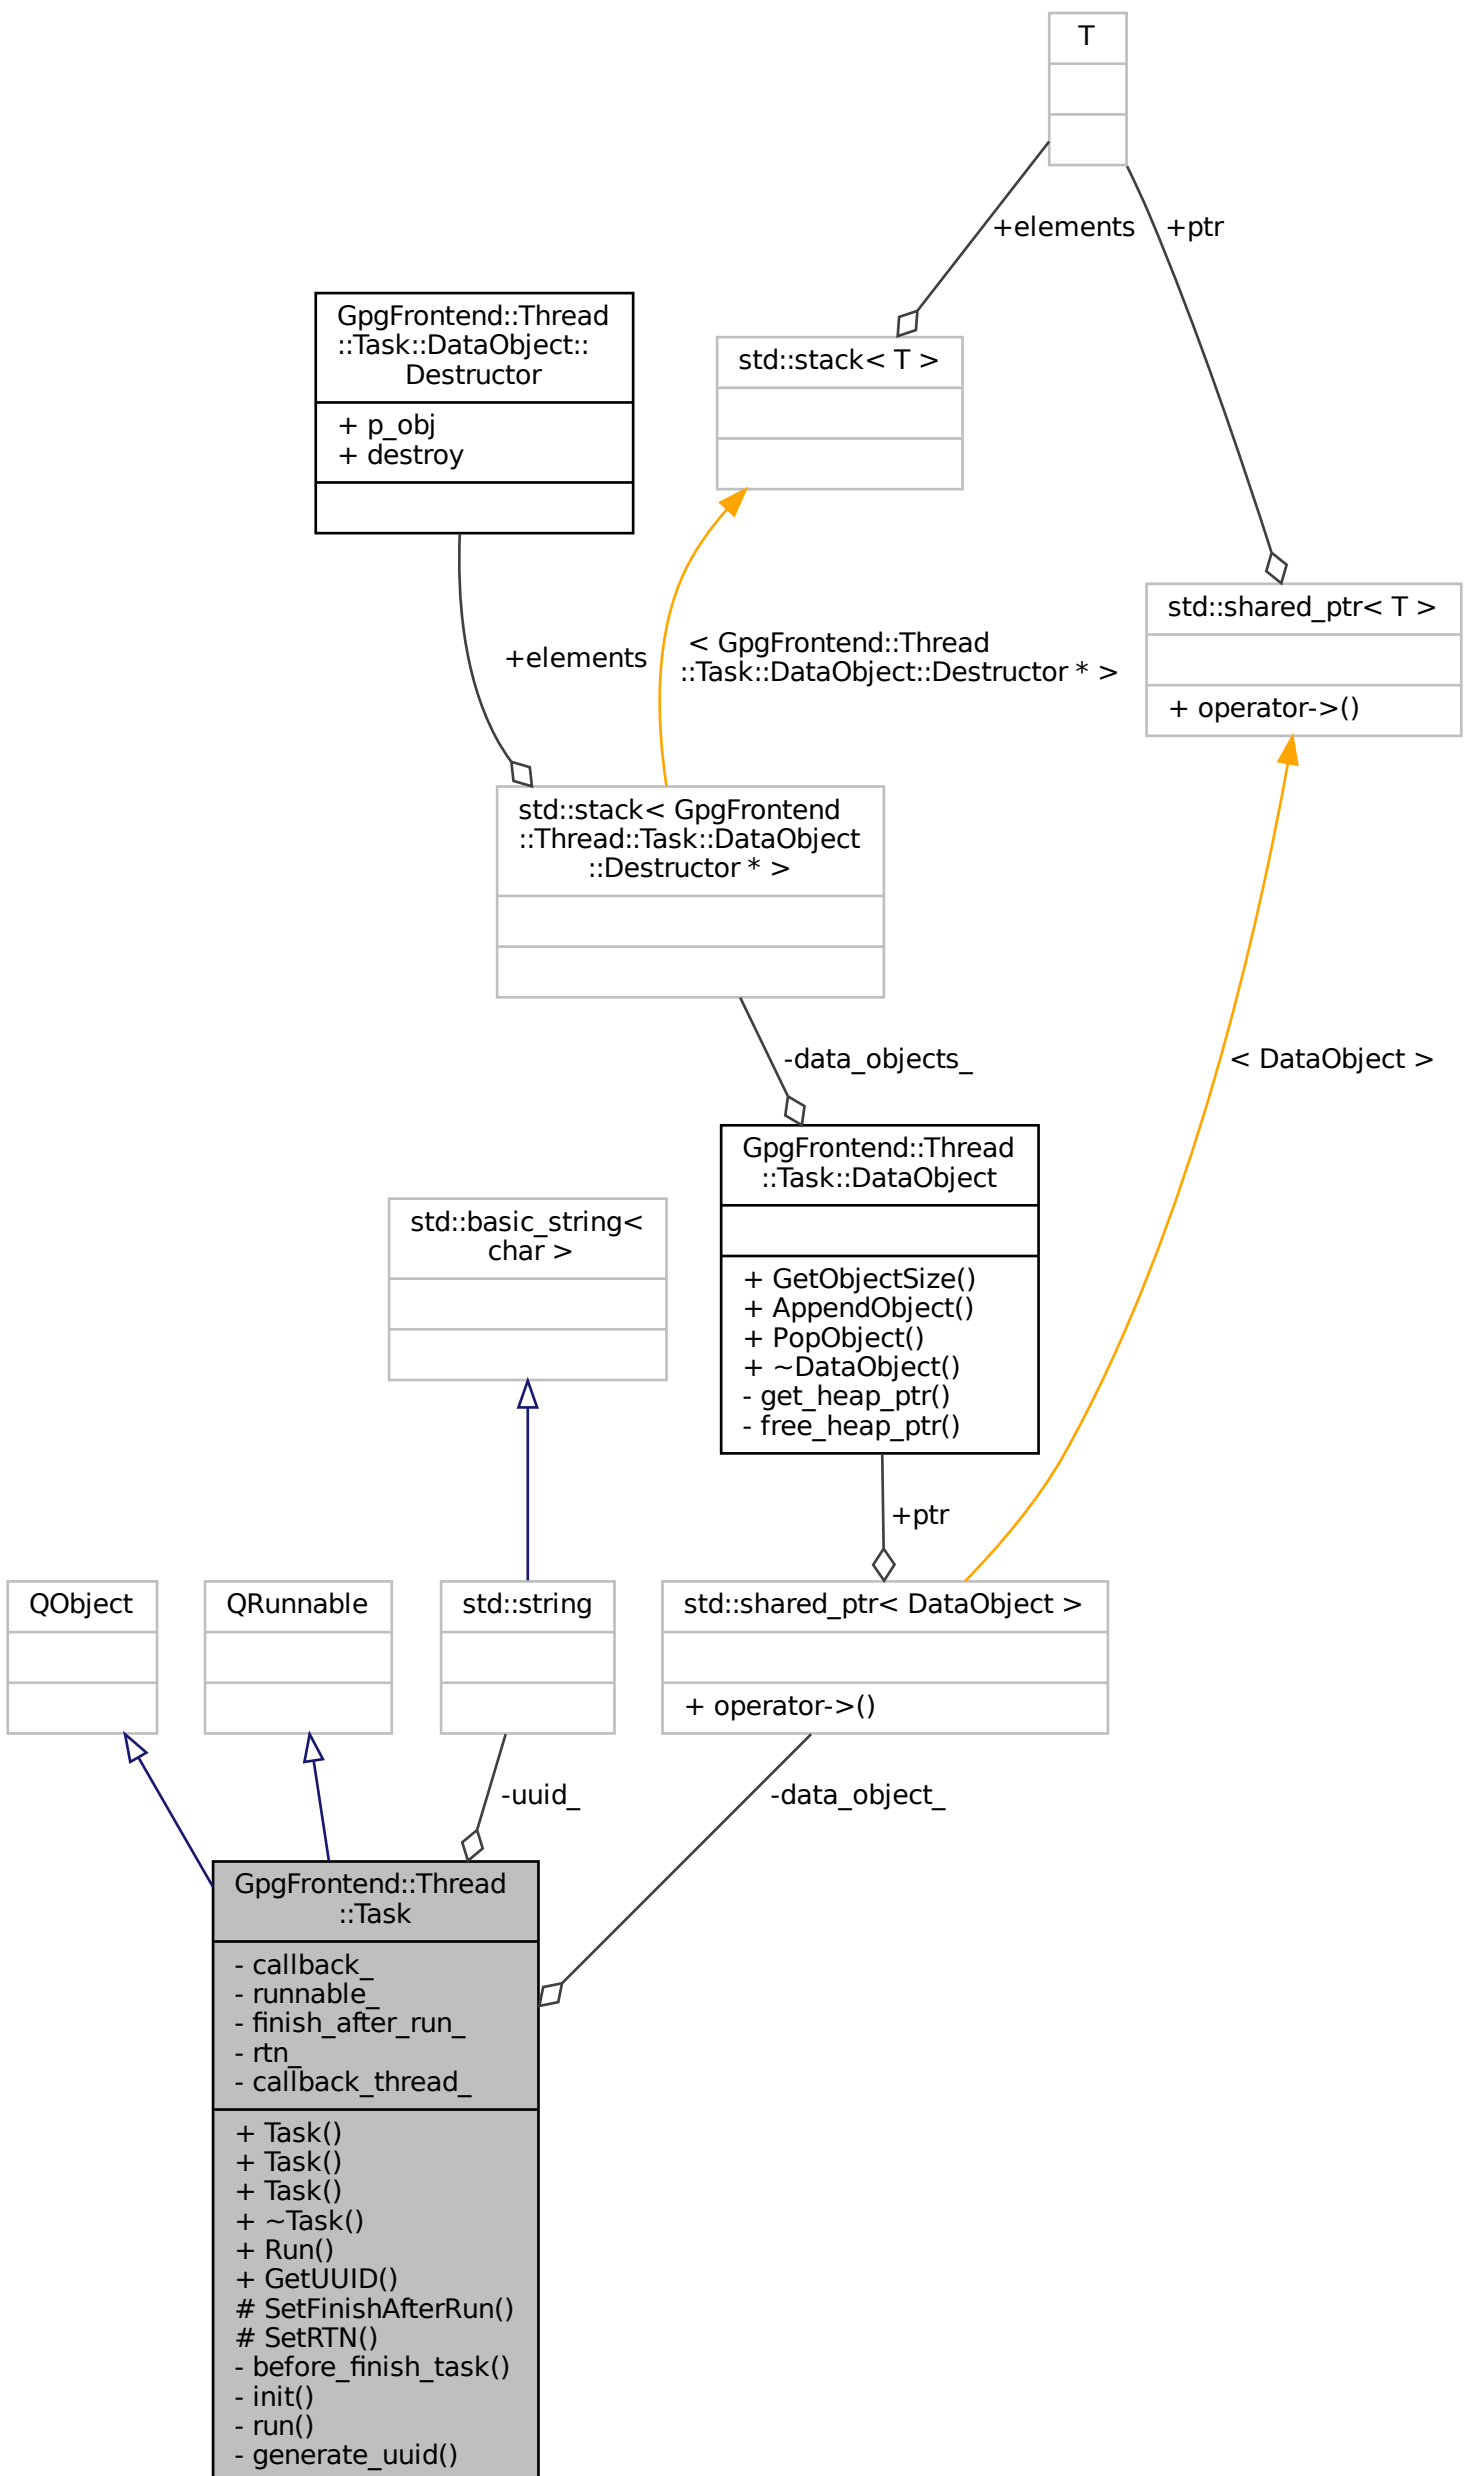 T
+elements
+ptr
GpgFrontend::Thread
::Task::DataObject::
Destructor
+ p_obj
+ destroy
std::stack< T >
std::shared_ptr< T >
+ operator->()
+elements
< GpgFrontend::Thread
::Task::DataObject::Destructor * >
std::stack< GpgFrontend
::Thread::Task::DataObject
::Destructor * >
-data_objects_
< DataObject >
GpgFrontend::Thread
::Task::DataObject
+ GetObjectSize()
+ AppendObject()
+ PopObject()
+ ~DataObject()
- get_heap_ptr()
- free_heap_ptr()
std::basic_string<
char >
+ptr
QObject
QRunnable
std::string
std::shared_ptr< DataObject >
+ operator->()
-uuid_
-data_object_
GpgFrontend::Thread
::Task
- callback_
- runnable_
- finish_after_run_
- rtn_
- callback_thread_
+ Task()
+ Task()
+ Task()
+ ~Task()
+ Run()
+ GetUUID()
# SetFinishAfterRun()
# SetRTN()
- before_finish_task()
- init()
- run()
- generate_uuid()